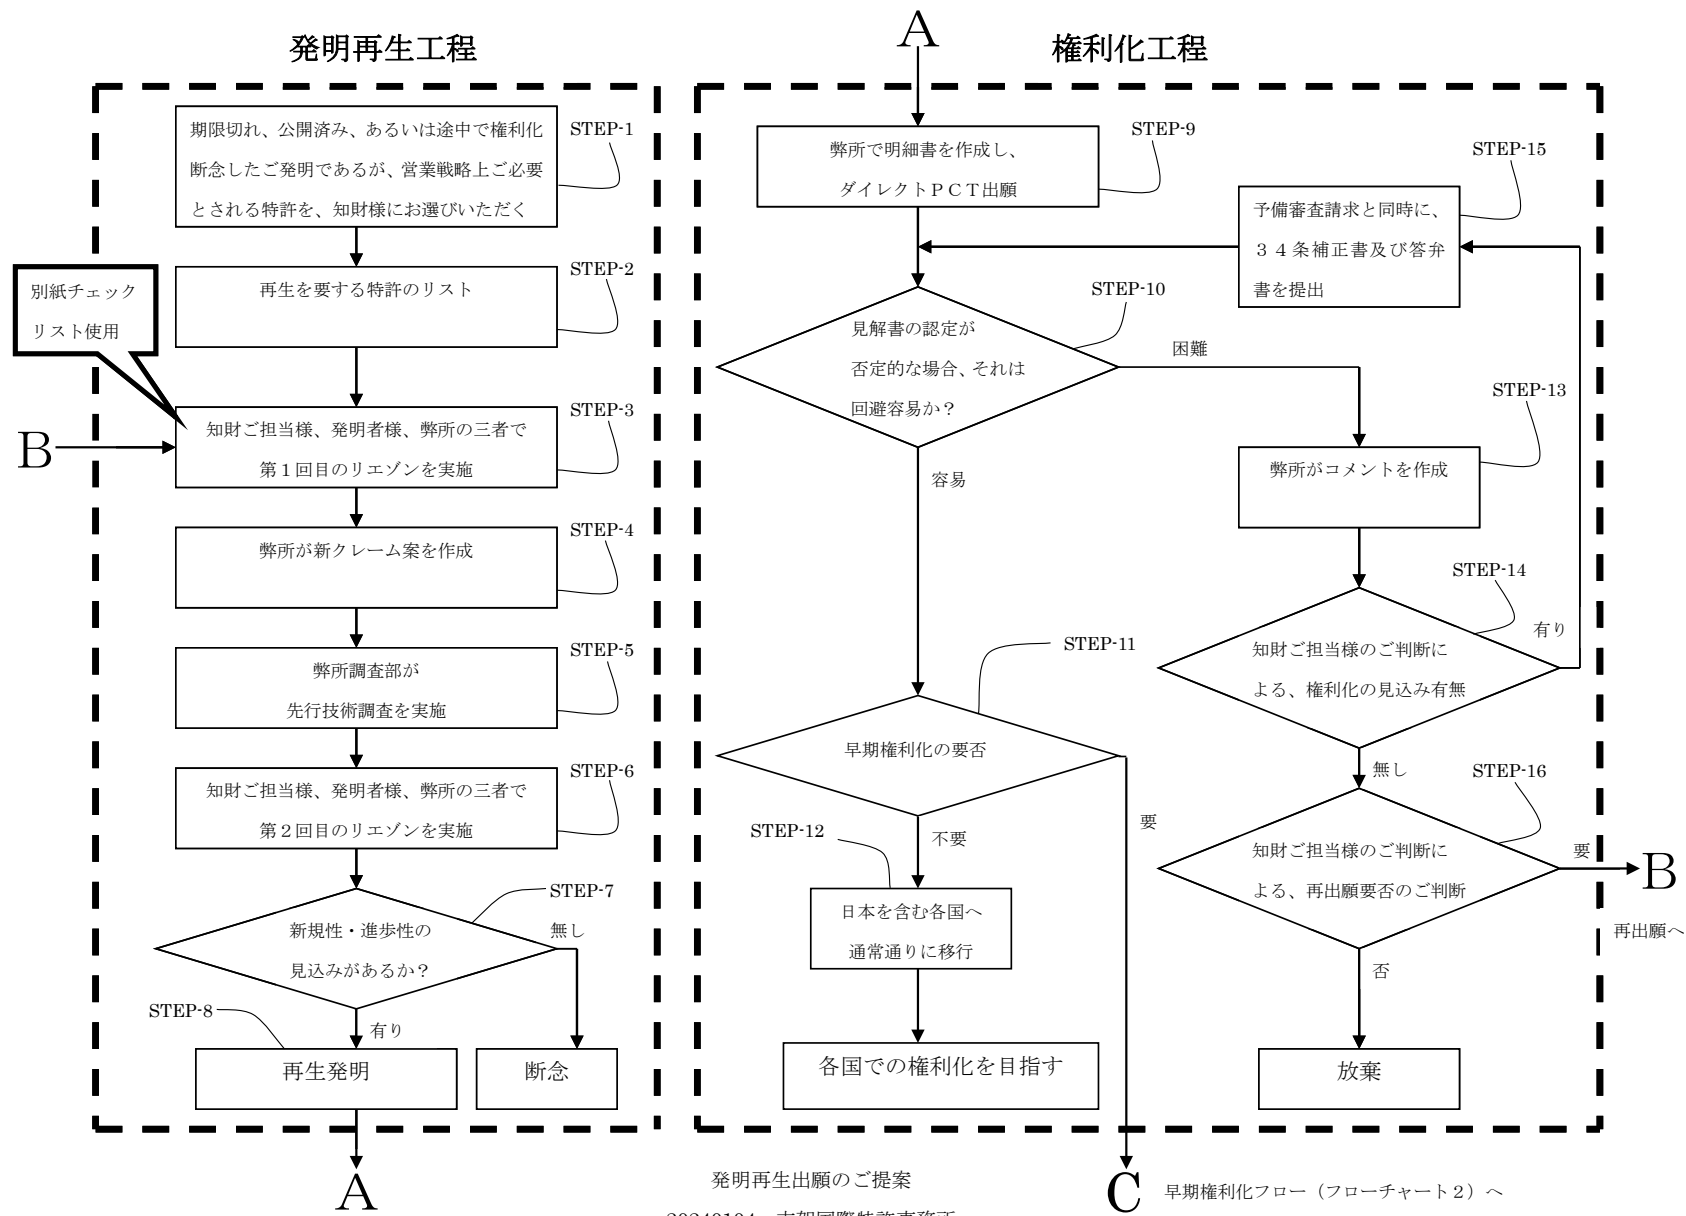 発明再生工程
期限切れ、公開済み、あるいは途中で権利化
断念したご発明であるが、営業戦略上ご必要
とされる特許を、知財様にお選びいただく
STEP-1
再生を要する特許のリスト
STEP-2
別紙チェック
リスト使用
B
知財ご担当様、発明者様、弊所の三者で
第1回目のリエゾンを実施
STEP-3
弊所が新クレーム案を作成
STEP-4
弊所調査部が
先行技術調査を実施
STEP-5
知財ご担当様、発明者様、弊所の三者で
第2回目のリエゾンを実施
STEP-6
新規性・進歩性の
見込みがあるか？
STEP-7
無し
有り
STEP-8
再生発明
断念
A
A
権利化工程
弊所で明細書を作成し、
ダイレクトPCT出願
STEP-9
STEP-15
予備審査請求と同時に、
34条補正書及び答弁
書を提出
STEP-10
見解書の認定が
否定的な場合、それは
回避容易か？
困難
容易
STEP-13
弊所がコメントを作成
STEP-14
知財ご担当様のご判断に
よる、権利化の見込み有無
有り
無し
STEP-11
早期権利化の要否
要
不要
STEP-12
日本を含む各国へ
通常通りに移行
各国での権利化を目指す
STEP-16
知財ご担当様のご判断に
よる、再出願要否のご判断
要
B
再出願へ
否
放棄
C
早期権利化フロー（フローチャート2）へ
発明再生出願のご提案